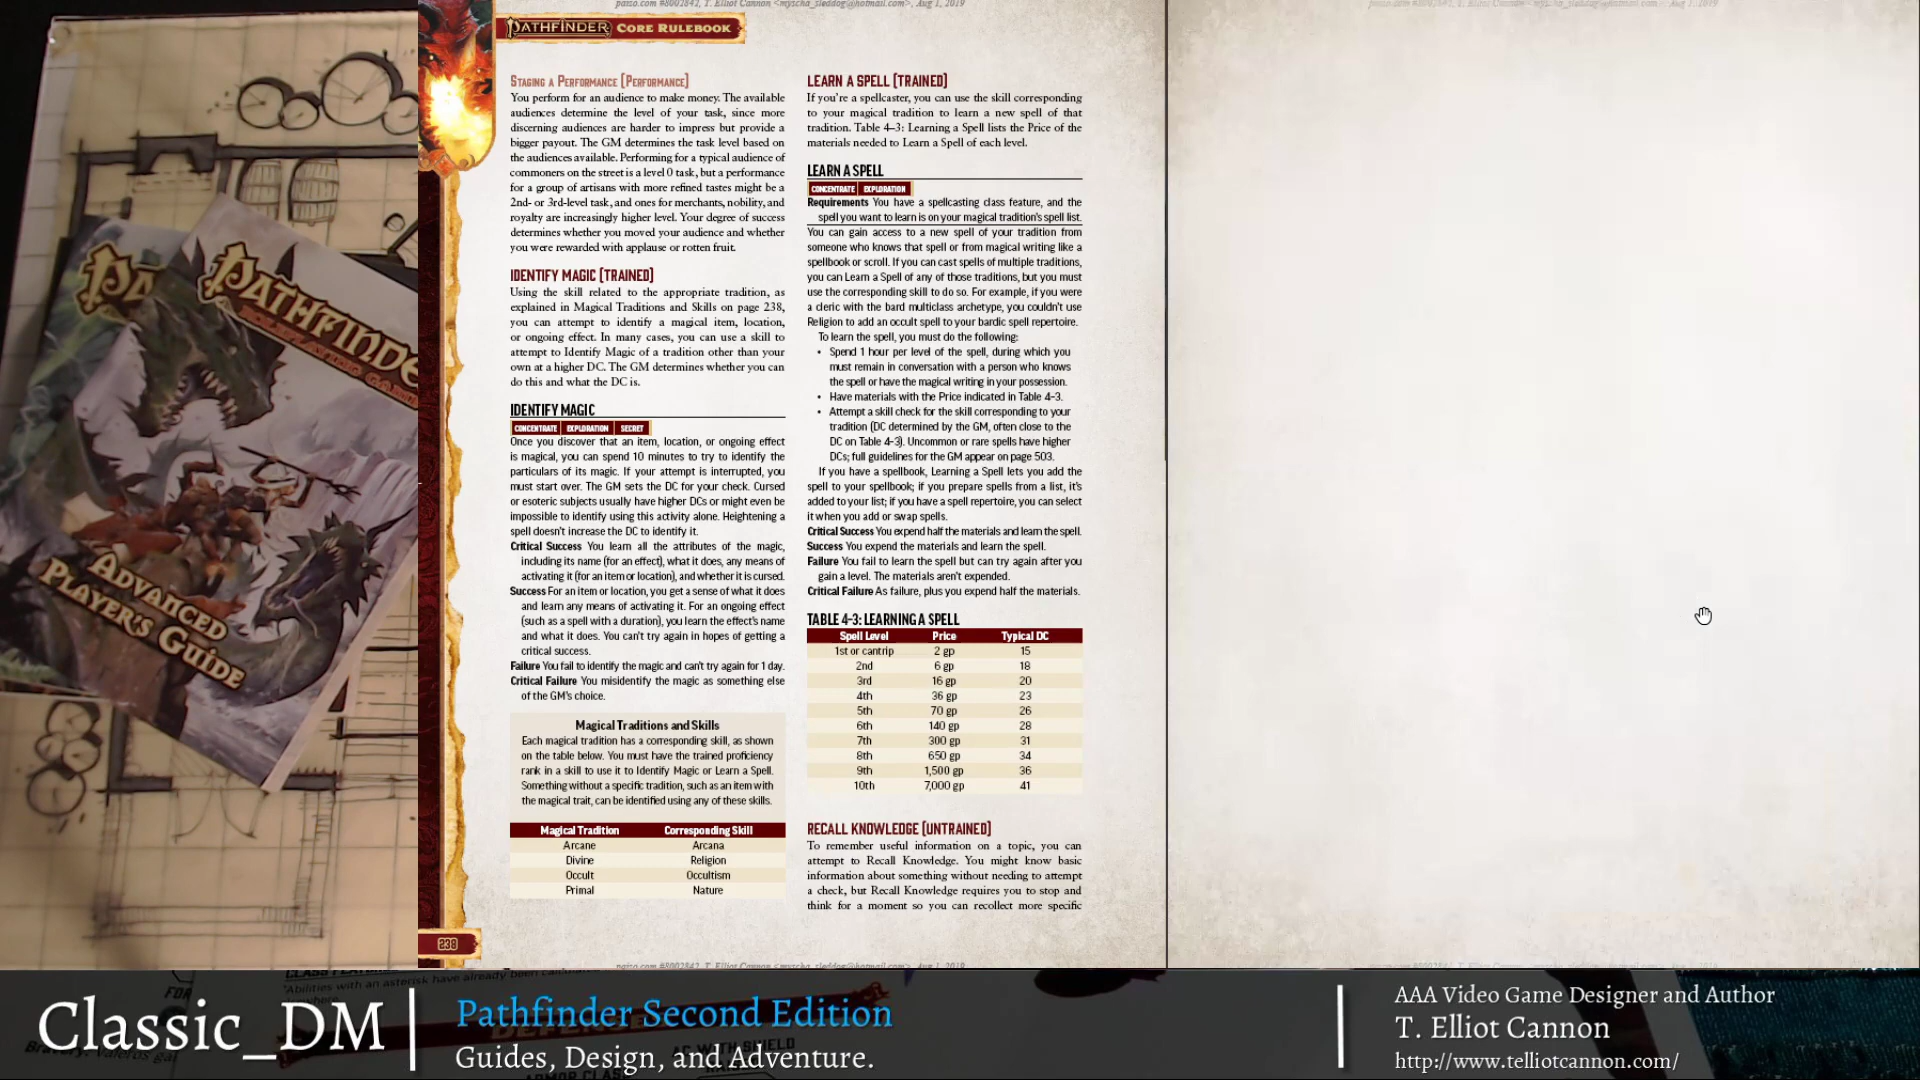 paizo.com #8002842, T. Elliot Cannon <myscha_sleddog@hotmail.com>, Aug 1, 2019
PATHFINDER CORE RULEBOOK
STAGING A PERFORMANCE (PERFORMANCE)
You perform for an audience to make money. The available
audiences determine the level of your task, since more
discerning audiences are harder to impress but provide a
bigger payout. The GM determines the task level based on
the audiences available. Performing for a typical audience of
commoners on the street is a level 0 task, but a performance
for a group of artisans with more refined tastes might be a
2nd- or 3rd-level task, and ones for merchants, nobility, and
royalty are increasingly higher level. Your degree of success
determines whether you moved your audience and whether
you were rewarded with applause or rotten fruit.
IDENTIFY MAGIC (TRAINED)
Using the skill related to the appropriate tradition, as
explained in Magical Traditions and Skills on page 238,
you can attempt to identify a magical item, location,
or ongoing effect. In many cases, you can use a skill to
attempt to Identify Magic of a tradition other than your
own at a higher DC. The GM determines whether you can
do this and what the DC is.
IDENTIFY MAGIC
CONCENTRATE EXPLORATION SECRET
Once you discover that an item, location, or ongoing effect
is magical, you can spend 10 minutes to try to identify the
particulars of its magic. If your attempt is interrupted, you
must start over. The GM sets the DC for your check. Cursed
or esoteric subjects usually have higher DCs or might even be
impossible to identify using this activity alone. Heightening a
spell doesn't increase the DC to identify it.
Critical Success You learn all the attributes of the magic,
including its name (for an effect), what it does, any means of
activating it (for an item or location), and whether it is cursed.
Success For an item or location, you get a sense of what it does
and learn any means of activating it. For an ongoing effect
(such as a spell with a duration), you learn the effect's name
and what it does. You can't try again in hopes of getting a
critical success.
Failure You fail to identify the magic and can't try again for 1 day.
Critical Failure You misidentify the magic as something else
of the GM's choice.
Magical Traditions and Skills
Each magical tradition has a corresponding skill, as shown
on the table below. You must have the trained proficiency
rank in a skill to use it to Identify Magic or Learn a Spell.
Something without a specific tradition, such as an item with
the magical trait, can be identified using any of these skills.
Magical Tradition Corresponding Skill
Arcane Arcana
Divine Religion
Occult Occultism
Primal Nature
238
LEARN A SPELL (TRAINED)
If you're a spellcaster, you can use the skill corresponding
to your magical tradition to learn a new spell of that
tradition. Table 4–3: Learning a Spell lists the Price of the
materials needed to Learn a Spell of each level.
LEARN A SPELL
CONCENTRATE EXPLORATION
Requirements You have a spellcasting class feature, and the
spell you want to learn is on your magical tradition's spell list.
You can gain access to a new spell of your tradition from
someone who knows that spell or from magical writing like a
spellbook or scroll. If you can cast spells of multiple traditions,
you can Learn a Spell of any of those traditions, but you must
use the corresponding skill to do so. For example, if you were
a cleric with the bard multiclass archetype, you couldn't use
Religion to add an occult spell to your bardic spell repertoire.
To learn the spell, you must do the following:
• Spend 1 hour per level of the spell, during which you
must remain in conversation with a person who knows
the spell or have the magical writing in your possession.
• Have materials with the Price indicated in Table 4-3.
• Attempt a skill check for the skill corresponding to your
tradition (DC determined by the GM, often close to the
DC on Table 4-3). Uncommon or rare spells have higher
DCs; full guidelines for the GM appear on page 503.
If you have a spellbook, Learning a Spell lets you add the
spell to your spellbook; if you prepare spells from a list, it's
added to your list; if you have a spell repertoire, you can select
it when you add or swap spells.
Critical Success You expend half the materials and learn the spell.
Success You expend the materials and learn the spell.
Failure You fail to learn the spell but can try again after you
gain a level. The materials aren't expended.
Critical Failure As failure, plus you expend half the materials.
TABLE 4-3: LEARNING A SPELL
Spell Level Price Typical DC
1st or cantrip 2 gp 15
2nd 6 gp 18
3rd 16 gp 20
4th 36 gp 23
5th 70 gp 26
6th 140 gp 28
7th 300 gp 31
8th 650 gp 34
9th 1,500 gp 36
10th 7,000 gp 41
RECALL KNOWLEDGE (UNTRAINED)
To remember useful information on a topic, you can
attempt to Recall Knowledge. You might know basic
information about something without needing to attempt
a check, but Recall Knowledge requires you to stop and
think for a moment so you can recollect more specific
paizo.com #8002842, T. Elliot Cannon <myscha_sleddog@hotmail.com>, Aug 1, 2019
PA
PATHFINDE
ADVANCED
PLAYER'S GUIDE
Classic_DM
Pathfinder Second Edition
Guides, Design, and Adventure.
AAA Video Game Designer and Author
T. Elliot Cannon
http://www.telliotcannon.com/